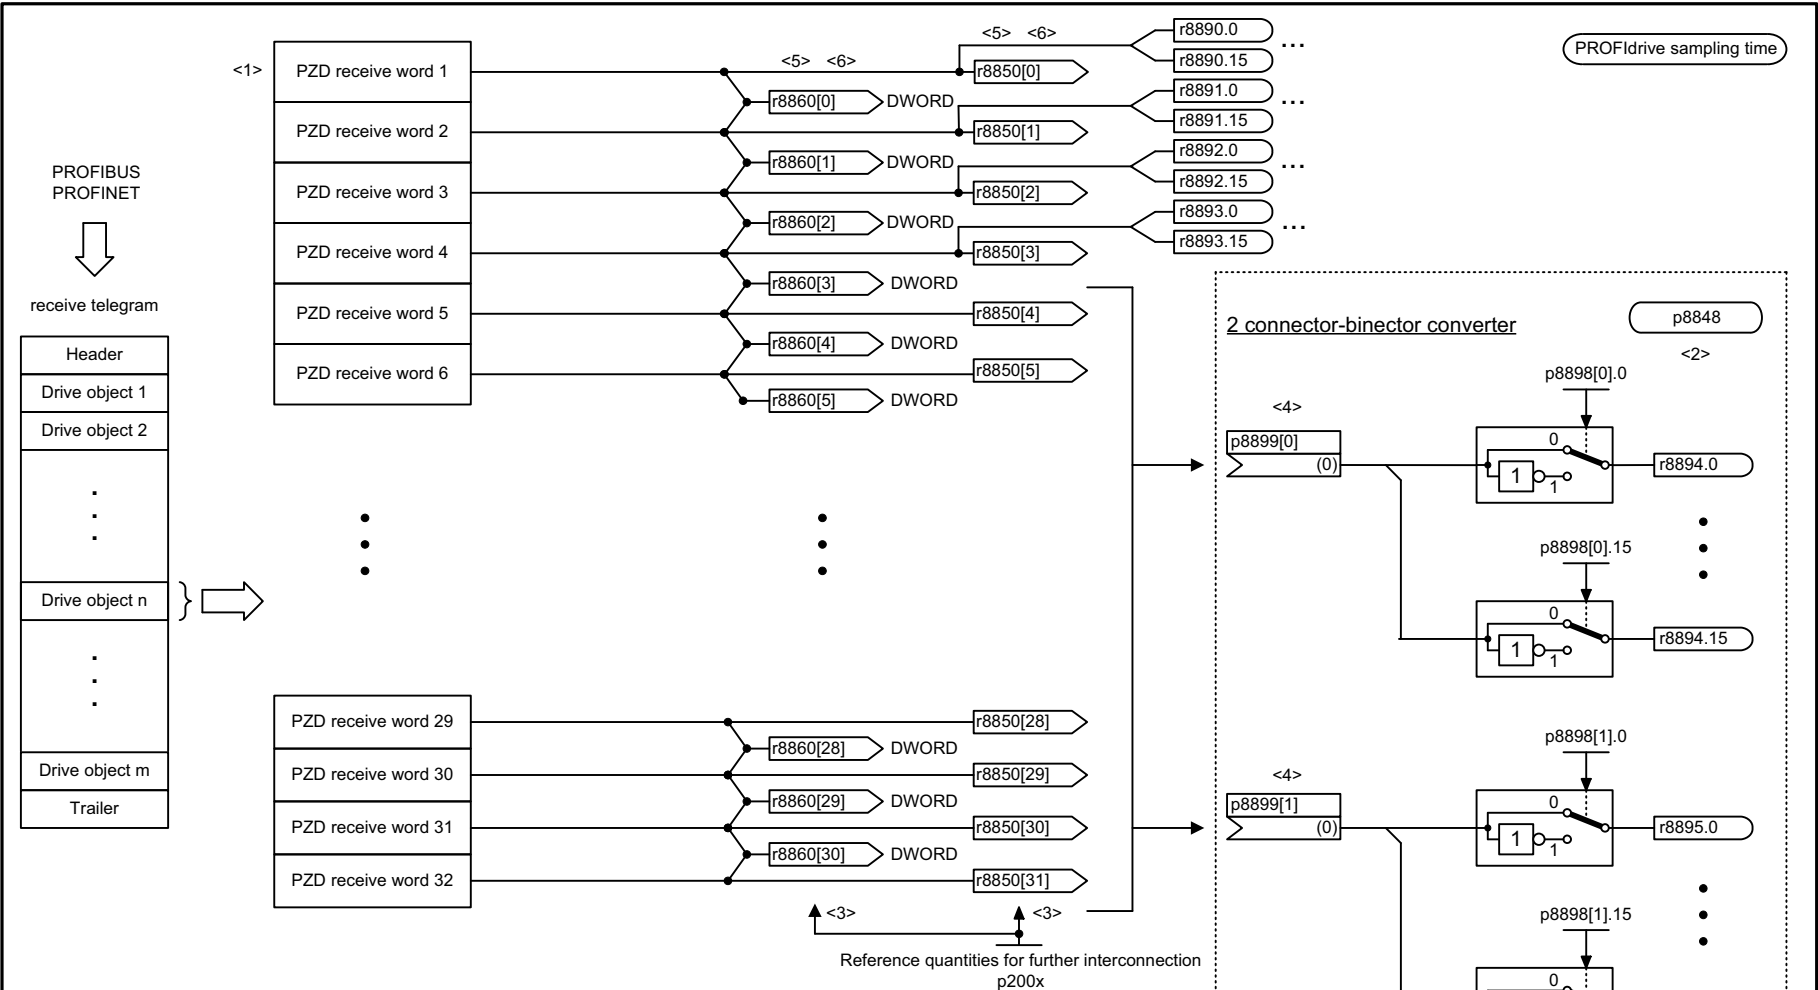 <5> <6>
r8890.0
...
PROFIdrive sampling time
<1>
PZD receive word 1
<5> <6>
r8850[0]
r8890.15
r8860[0]
DWORD
r8891.0
...
PZD receive word 2
r8850[1]
r8891.15
r8860[1]
DWORD
r8892.0
...
PROFIBUS
PROFINET
PZD receive word 3
r8850[2]
r8892.15
r8860[2]
DWORD
r8893.0
...
PZD receive word 4
r8850[3]
r8893.15
r8860[3]
DWORD
receive telegram
PZD receive word 5
r8850[4]
2 connector-binector converter
p8848
<2>
Header
r8860[4]
DWORD
PZD receive word 6
r8850[5]
p8898[0].0
Drive object 1
r8860[5]
DWORD
<4>
Drive object 2
p8899[0]
(0)
0
1
1
r8894.0
p8898[0].15
Drive object n
0
1
1
r8894.15
PZD receive word 29
r8850[28]
p8898[1].0
r8860[28]
DWORD
Drive object m
PZD receive word 30
r8850[29]
<4>
Trailer
r8860[29]
DWORD
p8899[1]
(0)
0
1
1
r8895.0
PZD receive word 31
r8850[30]
r8860[30]
DWORD
PZD receive word 32
r8850[31]
<3>
<3>
p8898[1].15
Reference quantities for further interconnection
p200x
0